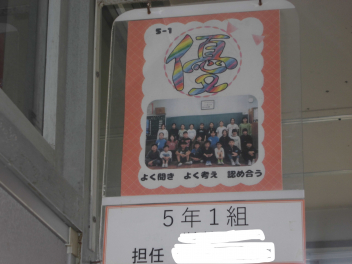 5-1
優
よく聞き よく考え 認め合う
5年1組
担任